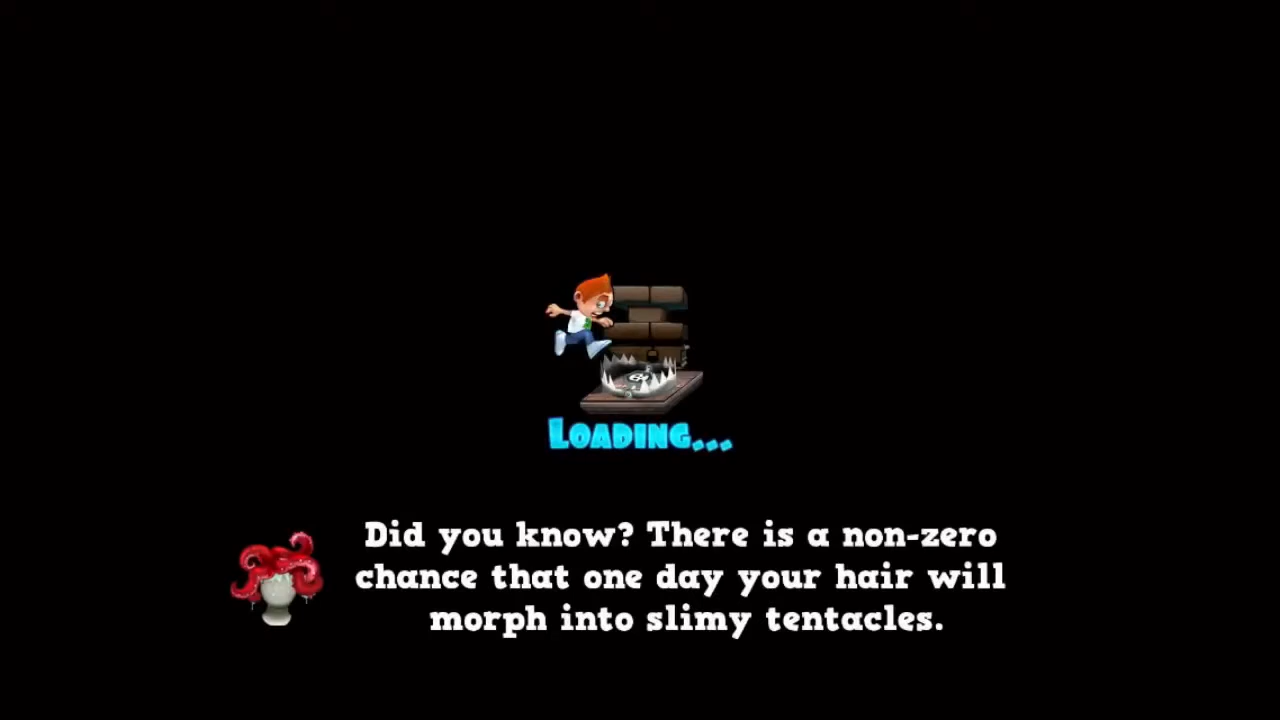 Loading...
Did you know? There is a non-zero
chance that one day your hair will
morph into slimy tentacles.